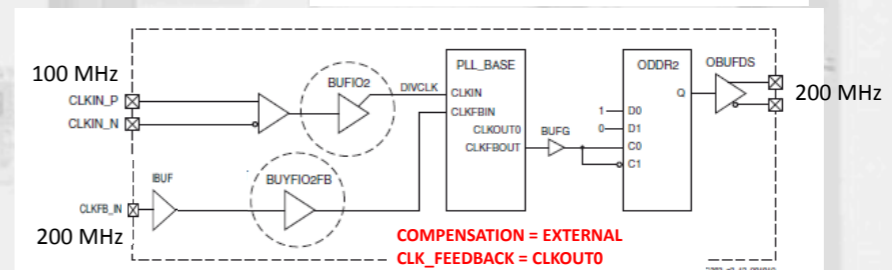 100 MHz
CLKIN_P
CLKIN_N
BUFIO2
DIVCLK
PLL_BASE
CLKIN
CLKFBIN
CLKOUT0
CLKFBOUT
BUFG
ODDR2
Q
1
D0
0
D1
C0
C1
OBUFDS
200 MHz
IBUF
BUYFIO2FB
CLKFB_IN
200 MHz
COMPENSATION = EXTERNAL
CLK_FEEDBACK = CLKOUT0